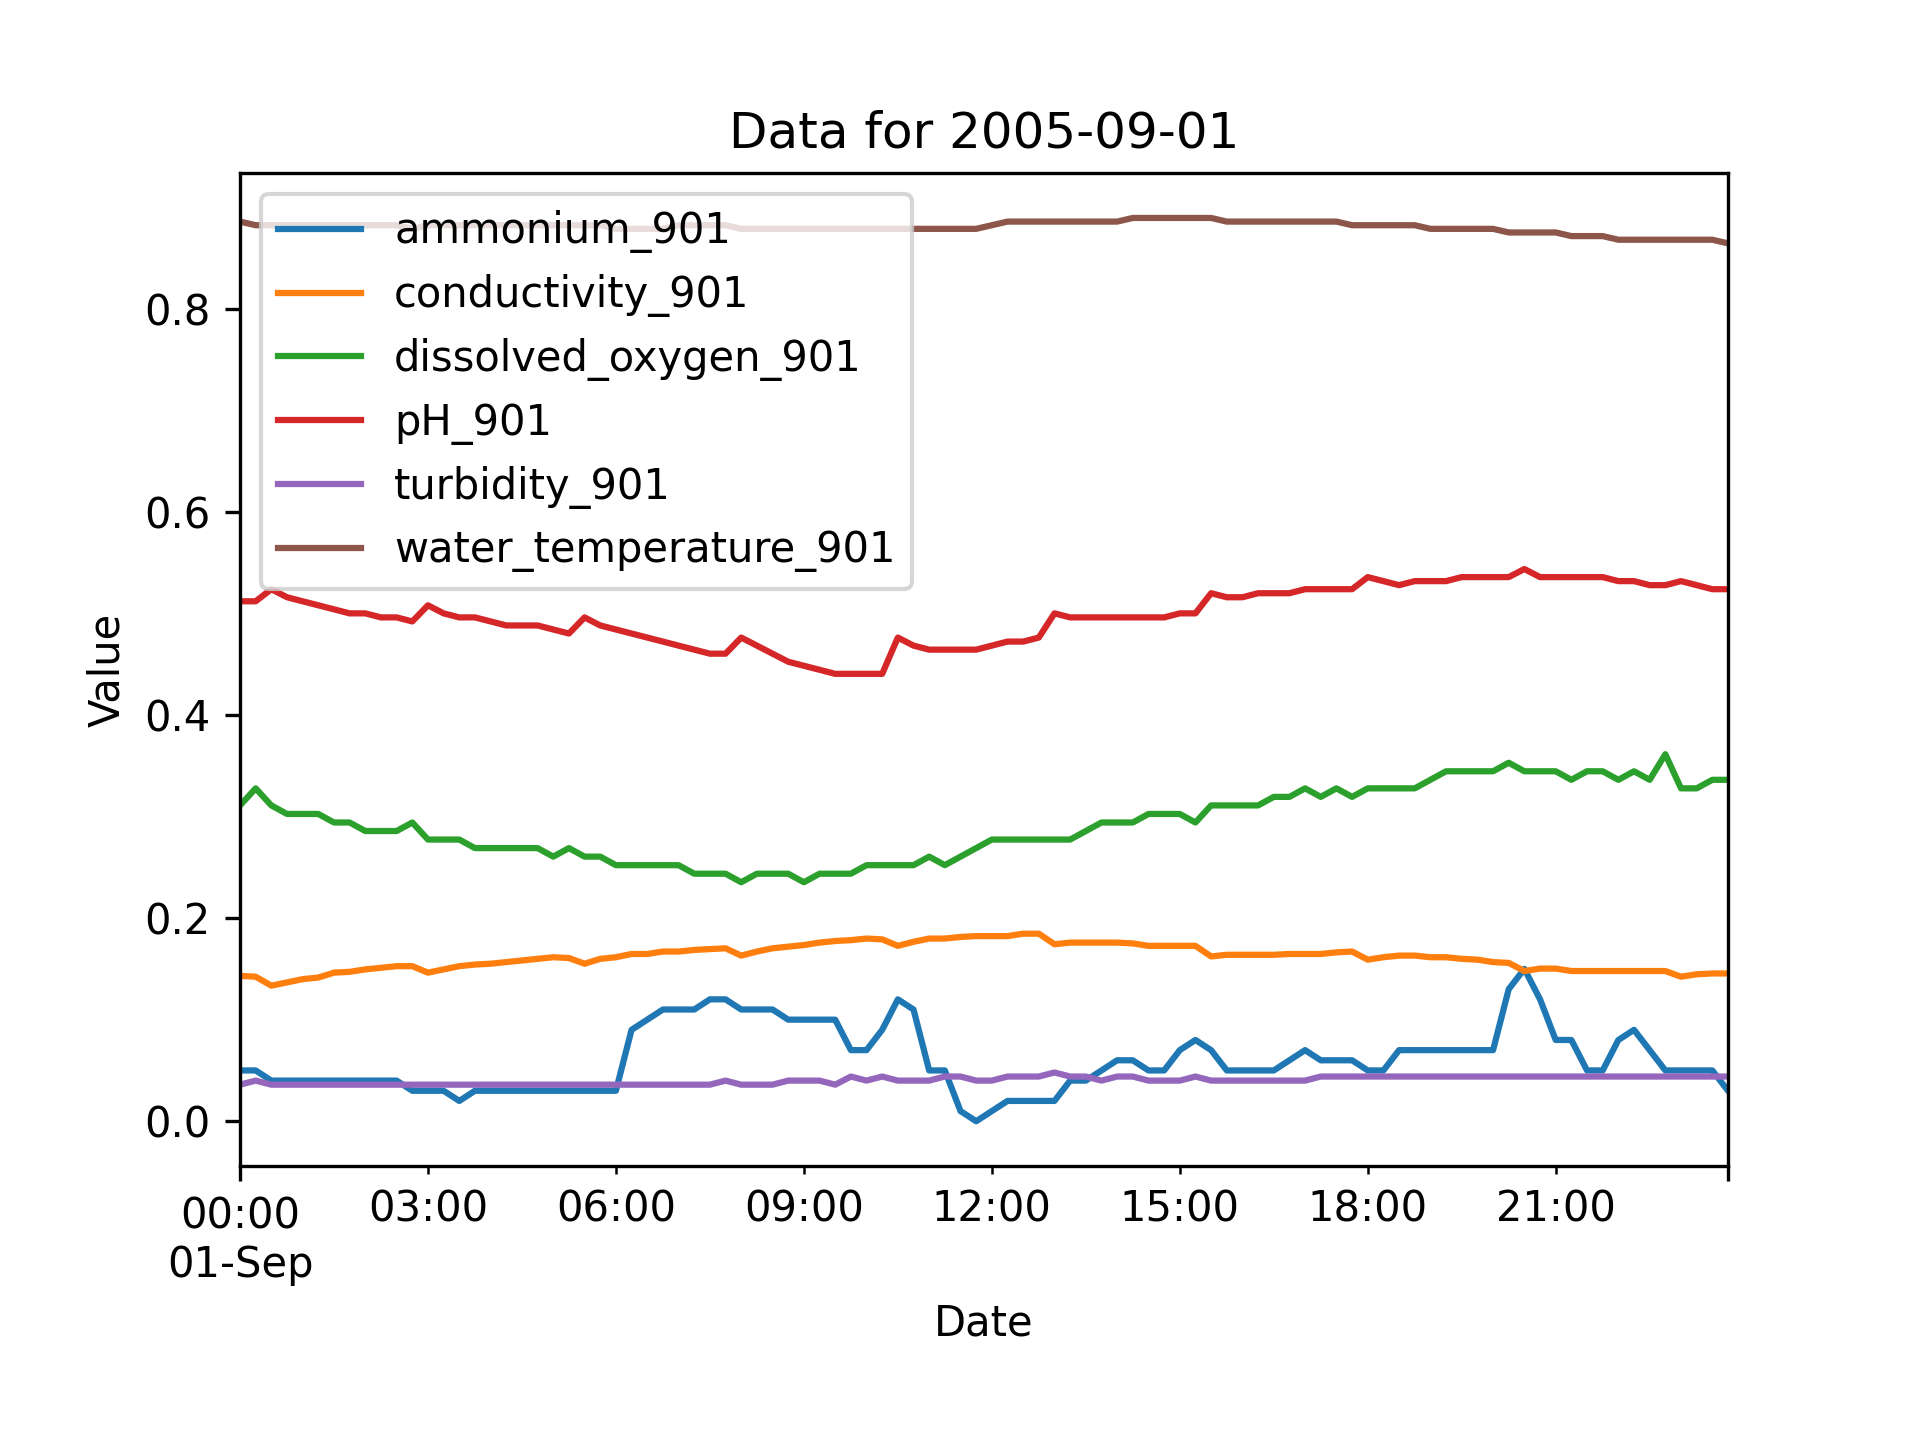 Data for 2005-09-01
ammonium_901
conductivity_901
dissolved_oxygen_901
pH_901
turbidity_901
water_temperature_901
Value
0.8
0.6
0.4
0.2
0.0
00:00 03:00 06:00 09:00 12:00 15:00 18:00 21:00
01-Sep
Date